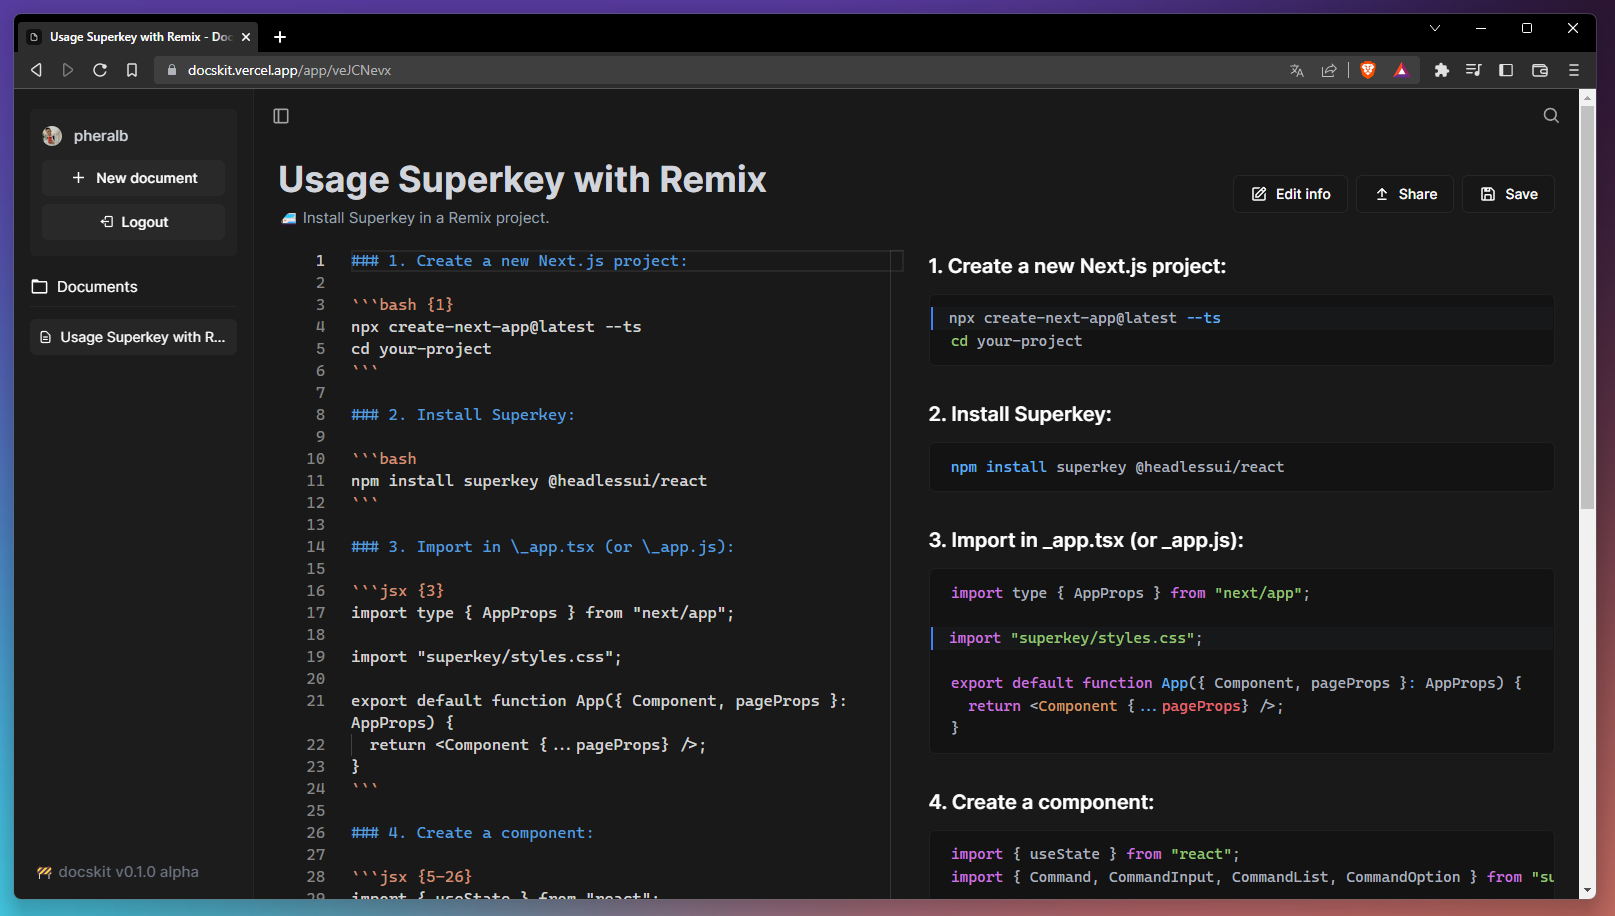 Usage Superkey with Remix - Doc
docskit.vercel.app/app/veJCNevx
pheralb
New document
Logout
Documents
Usage Superkey with R...
docskit v0.1.0 alpha
Usage Superkey with Remix
Install Superkey in a Remix project.
Edit info
Share
Save
1 ### 1. Create a new Next.js project:
2
3 ```bash {1}
4 npx create-next-app@latest --ts
5 cd your-project
6 ```
7
8 ### 2. Install Superkey:
9
10 ```bash
11 npm install superkey @headlessui/react
12 ```
13
14 ### 3. Import in \_app.tsx (or \_app.js):
15
16 ```jsx {3}
17 import type { AppProps } from "next/app";
18
19 import "superkey/styles.css";
20
21 export default function App({ Component, pageProps }:
AppProps) {
22 return <Component {...pageProps} />;
23 }
24 ```
25
26 ### 4. Create a component:
27
28 ```jsx {5-26}
29 import { useState } from "react";
1. Create a new Next.js project:
npx create-next-app@latest --ts
cd your-project
2. Install Superkey:
npm install superkey @headlessui/react
3. Import in _app.tsx (or _app.js):
import type { AppProps } from "next/app";
import "superkey/styles.css";
export default function App({ Component, pageProps }: AppProps) {
return <Component {...pageProps} />;
}
4. Create a component:
import { useState } from "react";
import { Command, CommandInput, CommandList, CommandOption } from "su